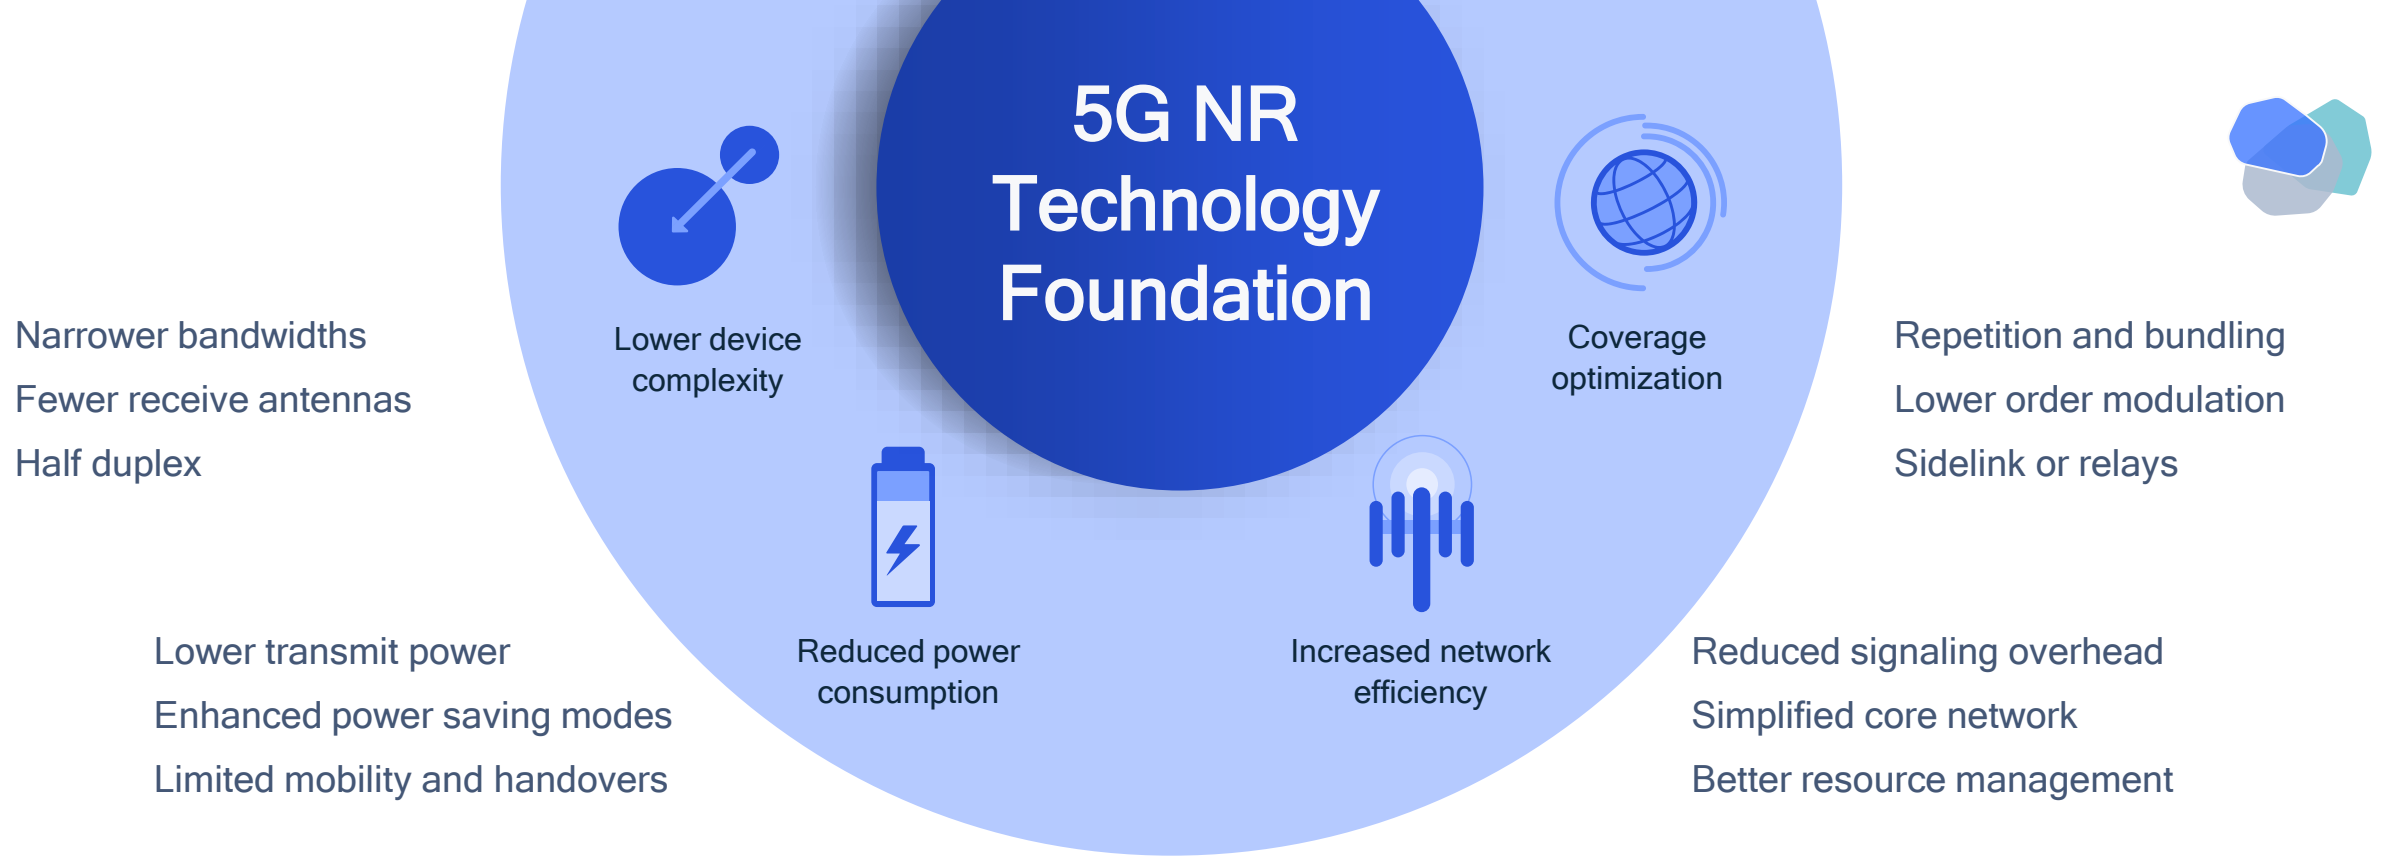 5G NR
Technology
Foundation
Lower device
complexity
Narrower bandwidths
Fewer receive antennas
Half duplex
Reduced power
consumption
Lower transmit power
Enhanced power saving modes
Limited mobility and handovers
Increased network
efficiency
Reduced signaling overhead
Simplified core network
Better resource management
Coverage
optimization
Repetition and bundling
Lower order modulation
Sidelink or relays